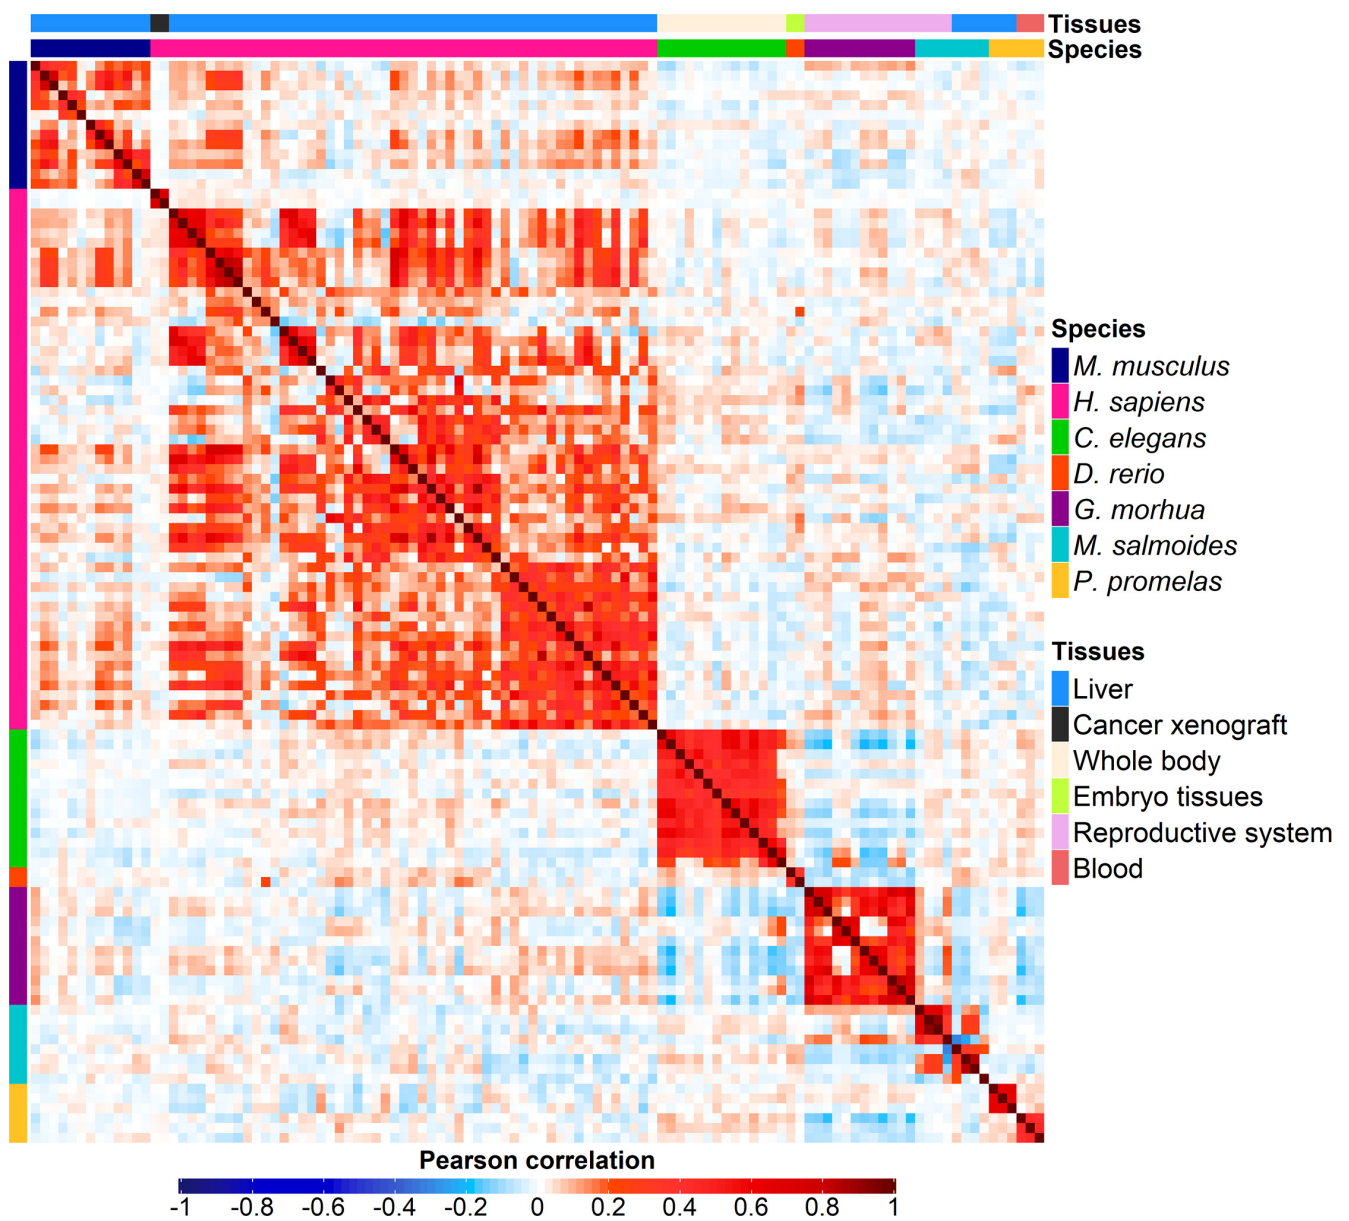 Tissues
Species
Species
M. musculus
H. sapiens
C. elegans
D. rerio
G. morhua
M. salmoides
P. promelas
Tissues
Liver
Cancer xenograft
Whole body
Embryo tissues
Reproductive system
Blood
Pearson correlation
-1 -0.8 -0.6 -0.4 -0.2 0 0.2 0.4 0.6 0.8 1